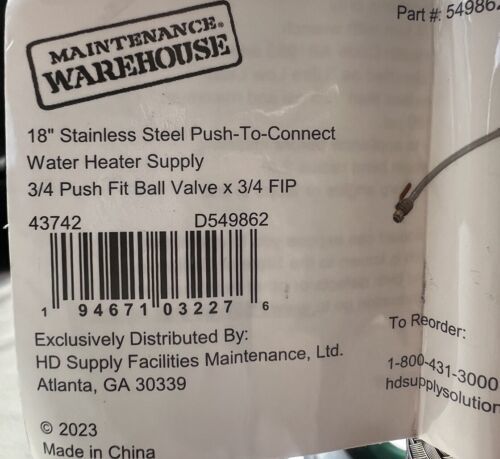 MAINTENANCE
WAREHOUSE
18" Stainless Steel Push-To-Connect
Water Heater Supply
3/4 Push Fit Ball Valve x 3/4 FIP
43742 D549862
1 94671 03227 6
Exclusively Distributed By:
HD Supply Facilities Maintenance, Ltd.
Atlanta, GA 30339
© 2023
Made in China
Part #: 549862
To Reorder:
1-800-431-3000
hdsupplysolution